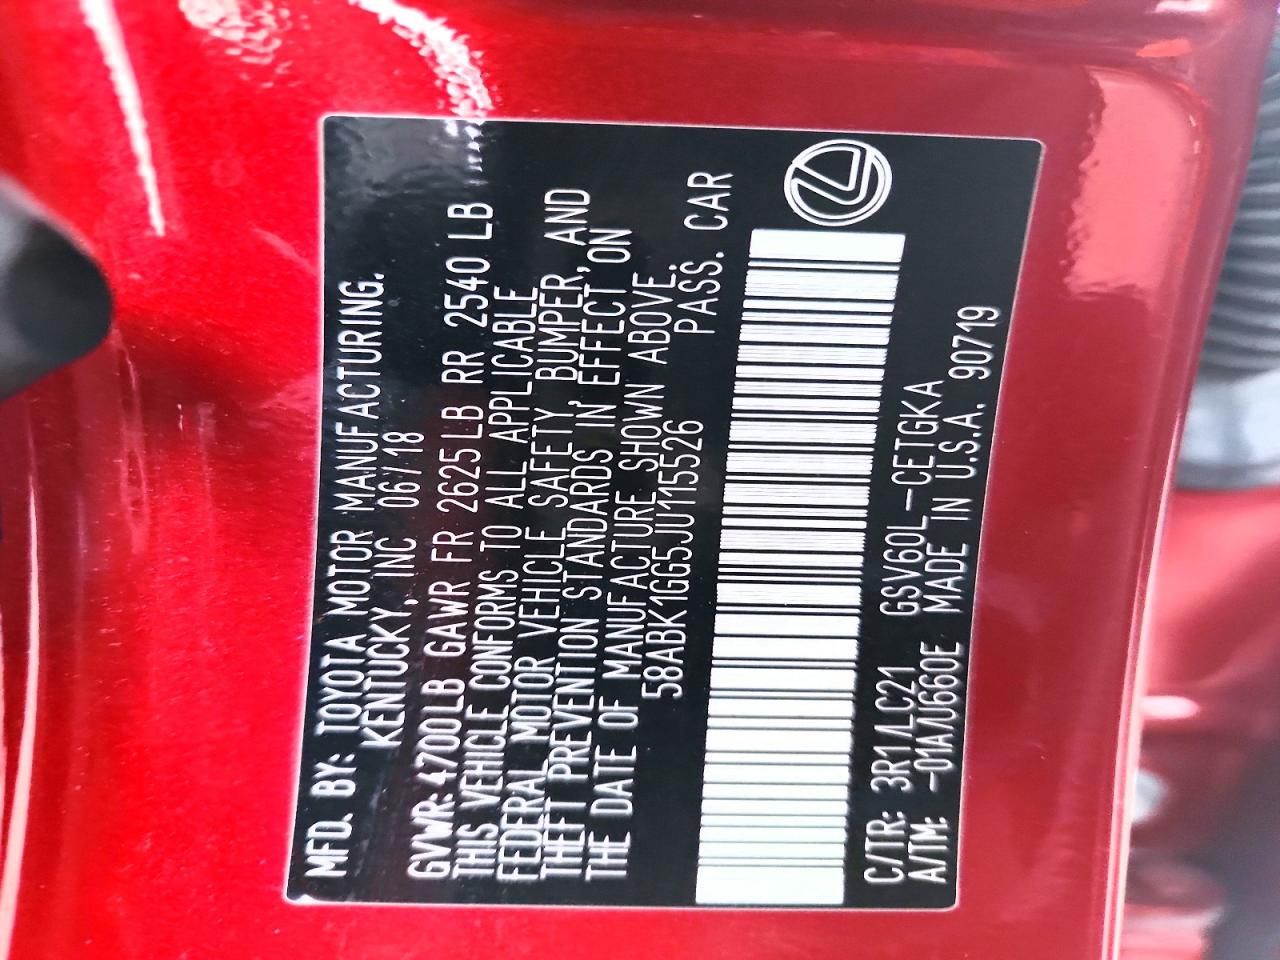 MFD. BY: TOYOTA MOTOR MANUFACTURING.
KENTUCKY, INC 06/18
GVWR: 4700LB GAWR FR 2625LB RR 2540 LB
THIS VEHICLE CONFORMS TO ALL APPLICABLE
FEDERAL MOTOR VEHICLE SAFETY, BUMPER, AND
THEFT PREVENTION STANDARDS IN EFFECT ON
THE DATE OF MANUFACTURE SHOWN ABOVE.
58ABK1GG5JU115526 PASS. CAR
C/TR: 3R1/LC21 GSV60L-CETGKA
A/TM: -01A/U660E MADE IN U.S.A. 90719